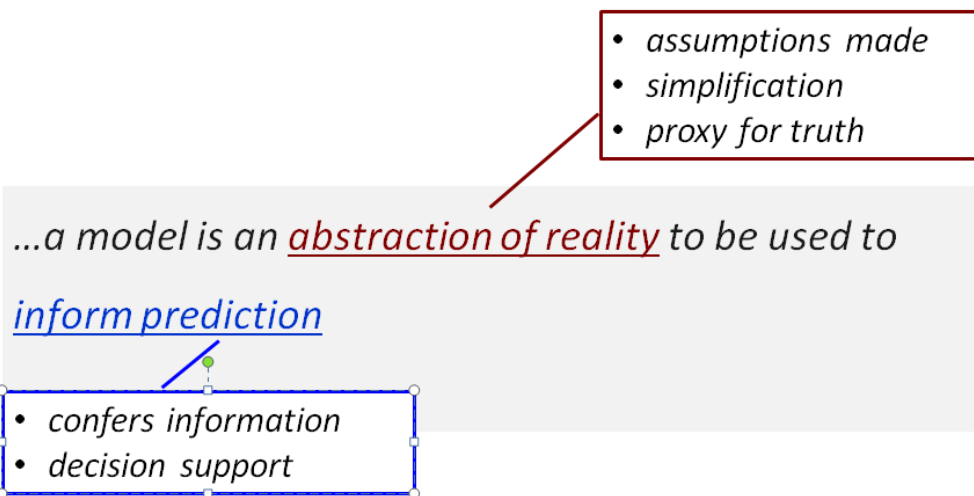 • assumptions made
• simplification
• proxy for truth
...a model is an abstraction of reality to be used to
inform prediction
• confers information
• decision support